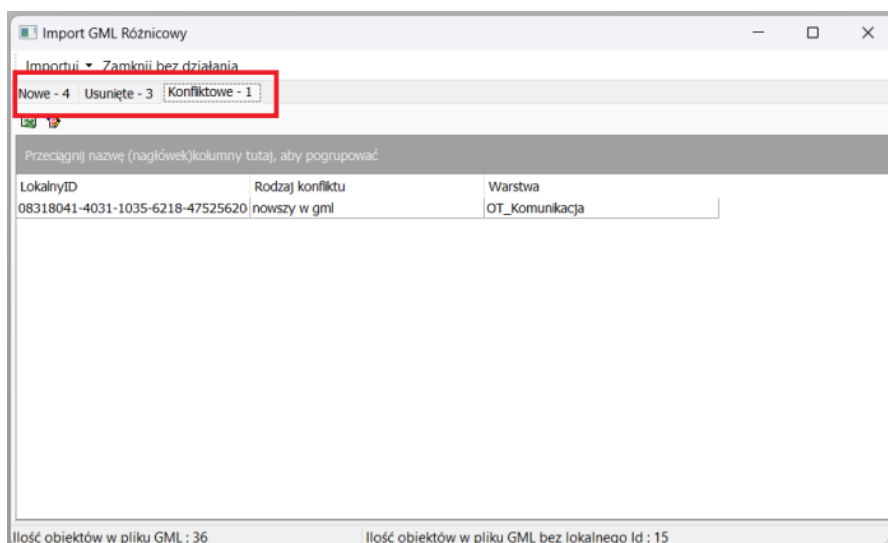 Import GML Różnicowy
Importuj Zamknij bez działania
Nowe - 4 Usunięte - 3 Konfliktowe - 1
Przeciągnij nazwę (nagłówek)kolumny tutaj, aby pogrupować
LokalnyID Rodzaj konfliktu Warstwa
08318041-4031-1035-6218-47525620 nowszy w gml OT_Komunikacja
Ilość obiektów w pliku GML : 36 Ilość obiektów w pliku GML bez lokalnego Id : 15